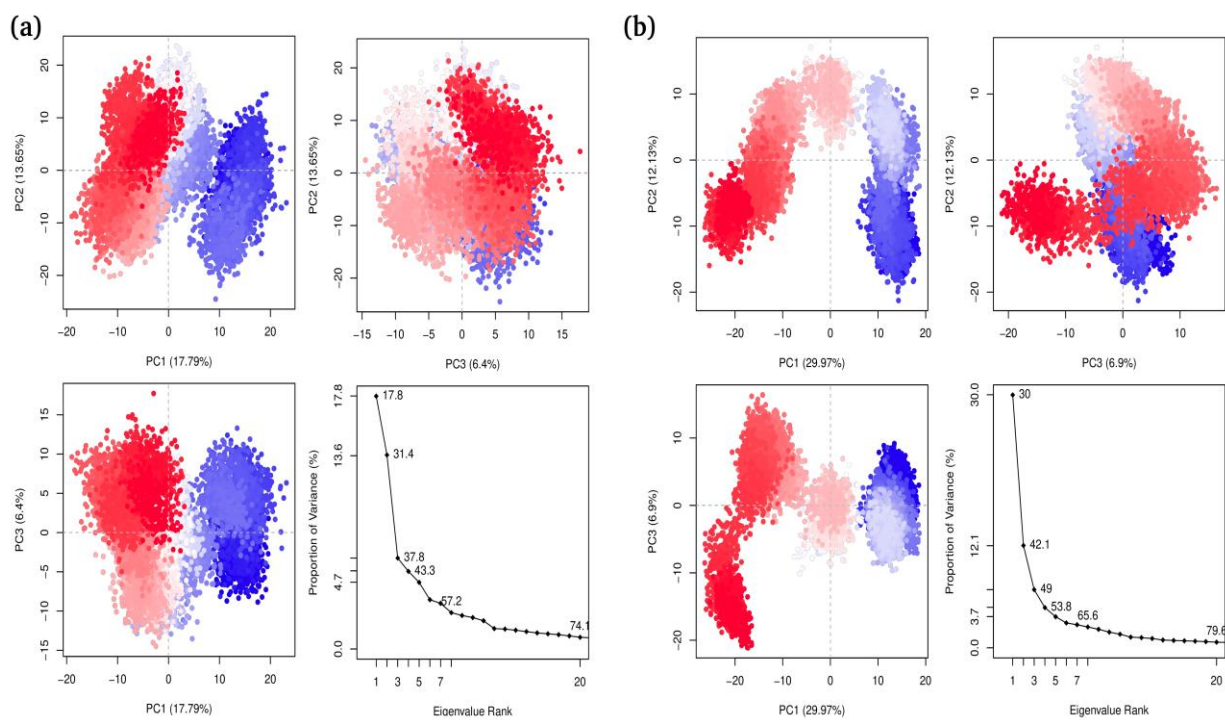 (a)
PC2 (13.65%)
20
10
0
−10
−20
−20 −10 0 10 20
PC1 (17.79%)
PC2 (13.65%)
20
10
0
−10
−20
−15 −10 −5 0 5 10 15
PC3 (6.4%)
PC3 (6.4%)
15
10
5
0
−5
−10
−15
−20 −10 0 10 20
PC1 (17.79%)
Proportion of Variance (%)
17.8
13.6
4.7
0.0
17.8
31.4
37.8
43.3
57.2
74.1
1 3 5 7 20
Eigenvalue Rank
(b)
PC2 (12.13%)
10
0
−10
−20
−20 −10 0 10 20
PC1 (29.97%)
PC2 (12.13%)
10
0
−10
−20
−20 −10 0 10
PC3 (6.9%)
PC3 (6.9%)
10
0
−10
−20
−20 −10 0 10 20
PC1 (29.97%)
Proportion of Variance (%)
30.0
12.1
3.7
0.0
30
42.1
49
53.8
65.6
79.6
1 3 5 7 20
Eigenvalue Rank